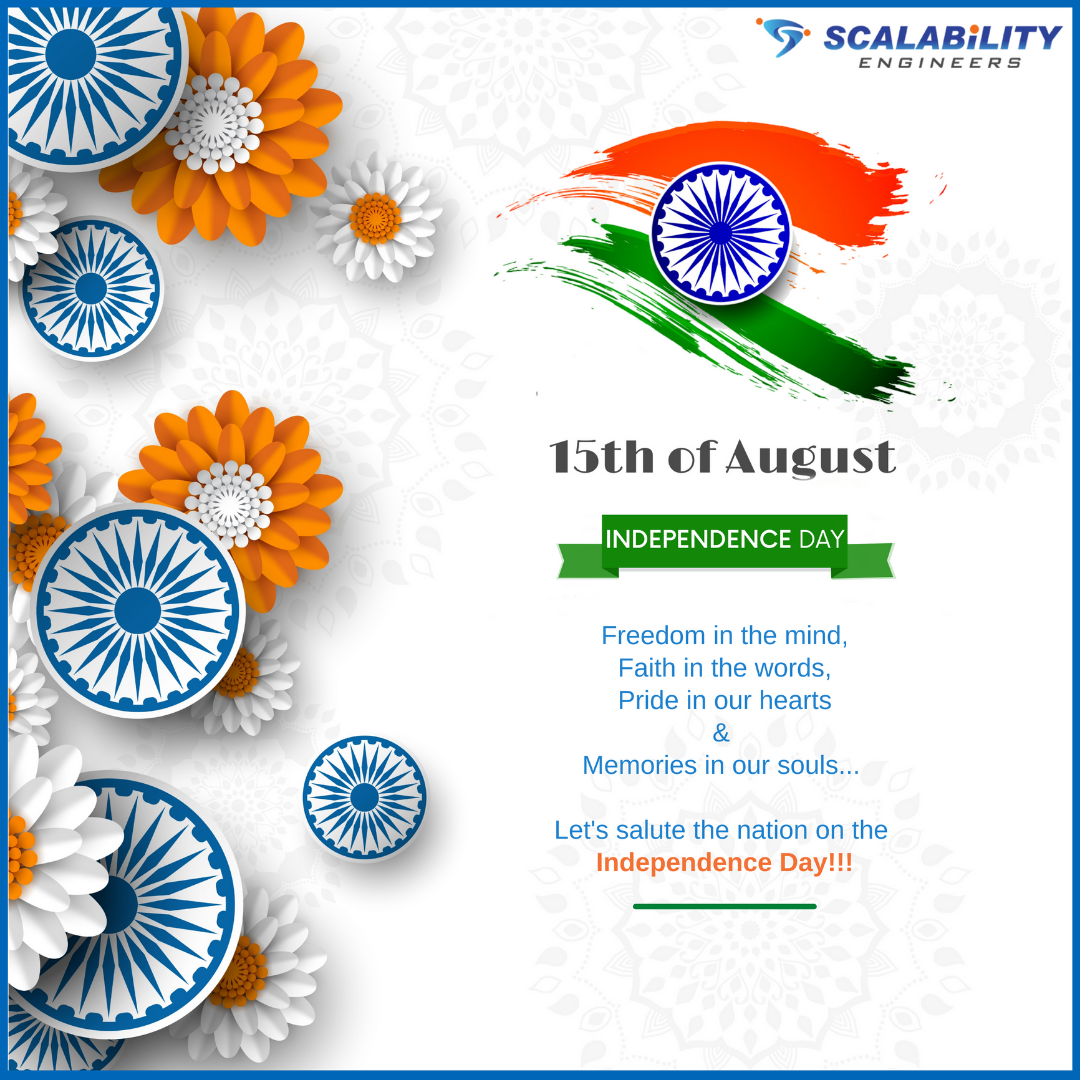 SCALABiLITY
ENGINEERS
15th of August
INDEPENDENCE DAY
Freedom in the mind,
Faith in the words,
Pride in our hearts
&
Memories in our souls...
Let's salute the nation on the
Independence Day!!!